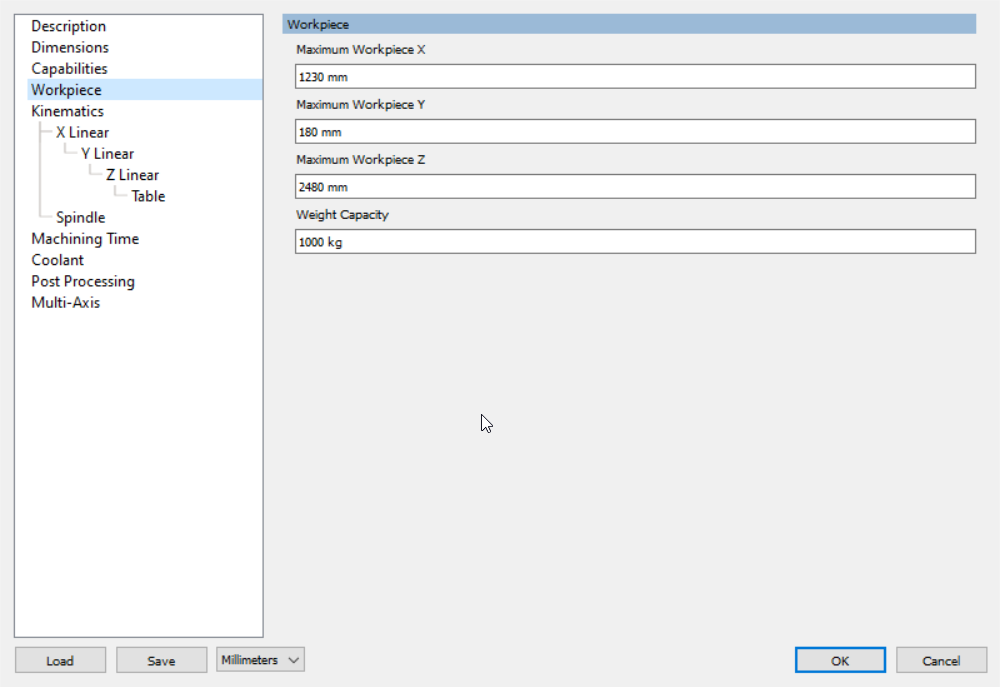 Description
Dimensions
Capabilities
Workpiece
Kinematics
X Linear
Y Linear
Z Linear
Table
Spindle
Machining Time
Coolant
Post Processing
Multi-Axis
Workpiece
Maximum Workpiece X
1230 mm
Maximum Workpiece Y
180 mm
Maximum Workpiece Z
2480 mm
Weight Capacity
1000 kg
Load
Save
Millimeters
OK
Cancel